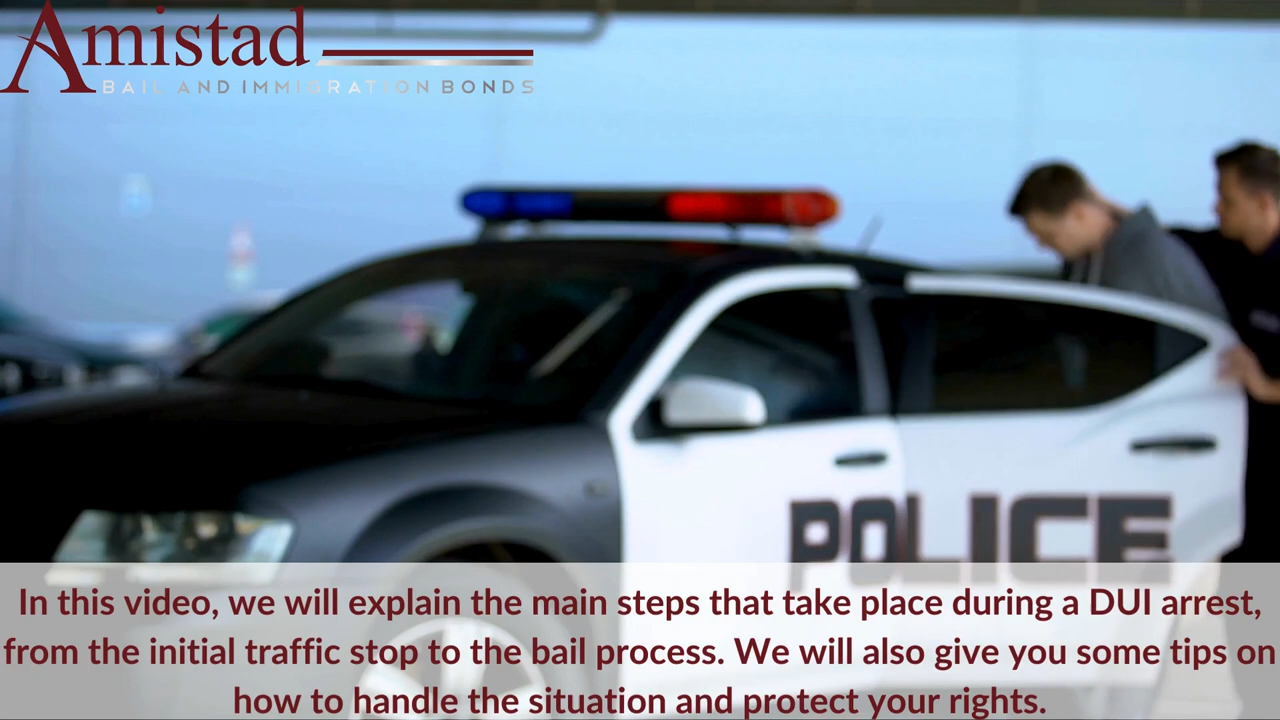 Amistad
BAIL AND IMMIGRATION BONDS
POLICE
In this video, we will explain the main steps that take place during a DUI arrest,
from the initial traffic stop to the bail process. We will also give you some tips on
how to handle the situation and protect your rights.